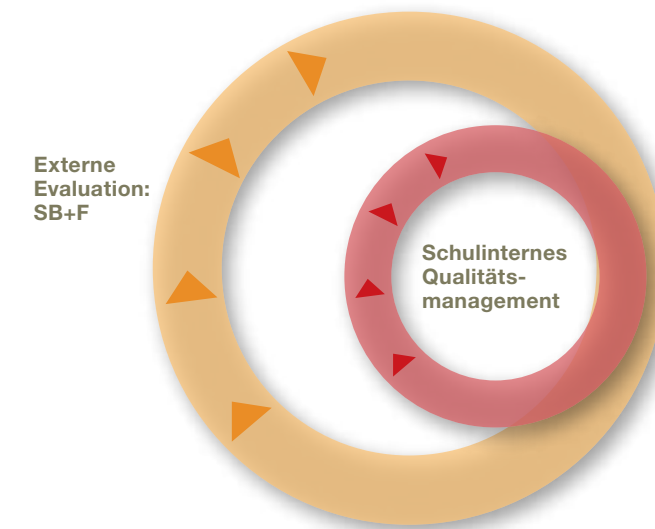 Externe
Evaluation:
SB+F
Schulinternes
Qualitäts-
management